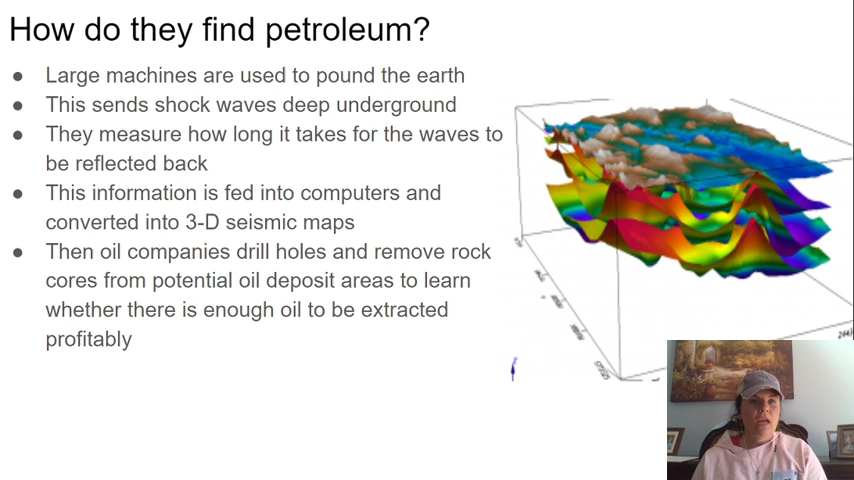 How do they find petroleum?
● Large machines are used to pound the earth
● This sends shock waves deep underground
● They measure how long it takes for the waves to
be reflected back
● This information is fed into computers and
converted into 3-D seismic maps
● Then oil companies drill holes and remove rock
cores from potential oil deposit areas to learn
whether there is enough oil to be extracted
profitably